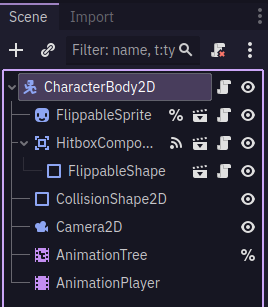 Scene Import
Filter: name, t:ty
CharacterBody2D
FlippableSprite %
HitboxCompo...
FlippableShape
CollisionShape2D
Camera2D
AnimationTree %
AnimationPlayer